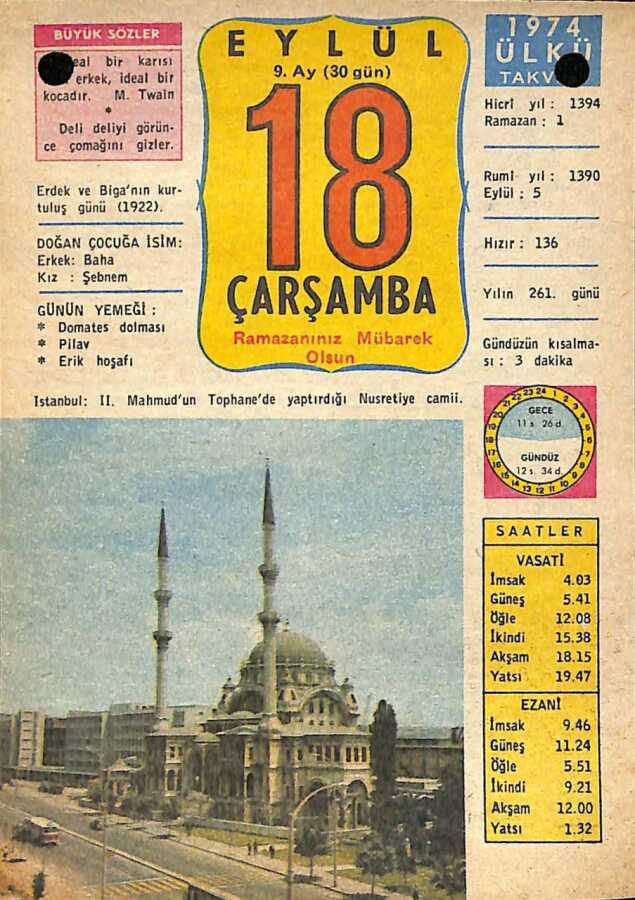 BÜYÜK SÖZLER
bir karısı
erkek, ideal bir
kocadır. M. Twain
*
Deli deliyi görün-
ce çomağını gizler.
Erdek ve Biga'nın kur-
tuluş günü (1922).
DOĞAN ÇOCUĞA İSİM:
Erkek: Baha
Kız : Şebnem
GÜNÜN YEMEĞİ :
* Domates dolması
* Pilav
* Erik hoşafı
EYLÜL
9. Ay (30 gün)
18
ÇARŞAMBA
Ramazanınız Mübarek
Olsun
1974
ÜLKÜ
Hicrî yıl : 1394
Ramazan : 1
Rumî yıl : 1390
Eylül : 5
Hızır : 136
Yılın 261. günü
Gündüzün kısalma-
sı : 3 dakika
İstanbul: II. Mahmud'un Tophane'de yaptırdığı Nusretiye camii.
GECE
11 s. 26 d.
GÜNDÜZ
12 s. 34 d.
SAATLER
VASATİ
İmsak 4.03
Güneş 5.41
Öğle 12.08
İkindi 15.38
Akşam 18.15
Yatsı 19.47
EZANİ
İmsak 9.46
Güneş 11.24
Öğle 5.51
İkindi 9.21
Akşam 12.00
Yatsı 1.32